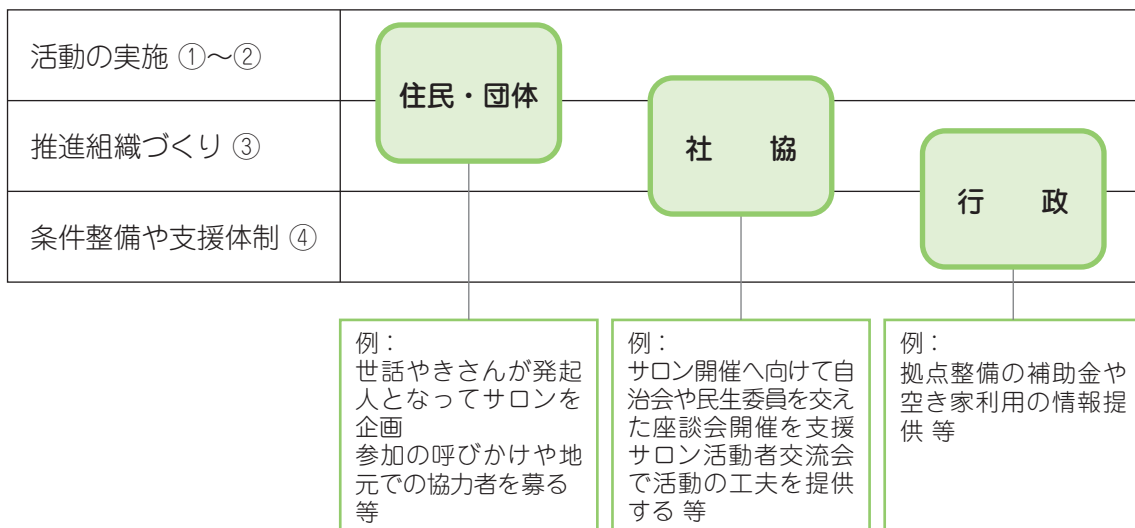 活動の実施 ①〜②
住民・団体
推進組織づくり ③
社　協
行　政
条件整備や支援体制 ④
例：
世話やきさんが発起
人となってサロンを
企画
参加の呼びかけや地
元での協力者を募る
等
例：
サロン開催へ向けて自
治会や民生委員を交え
た座談会開催を支援
サロン活動者交流会
で活動の工夫を提供
する 等
例：
拠点整備の補助金や
空き家利用の情報提
供 等